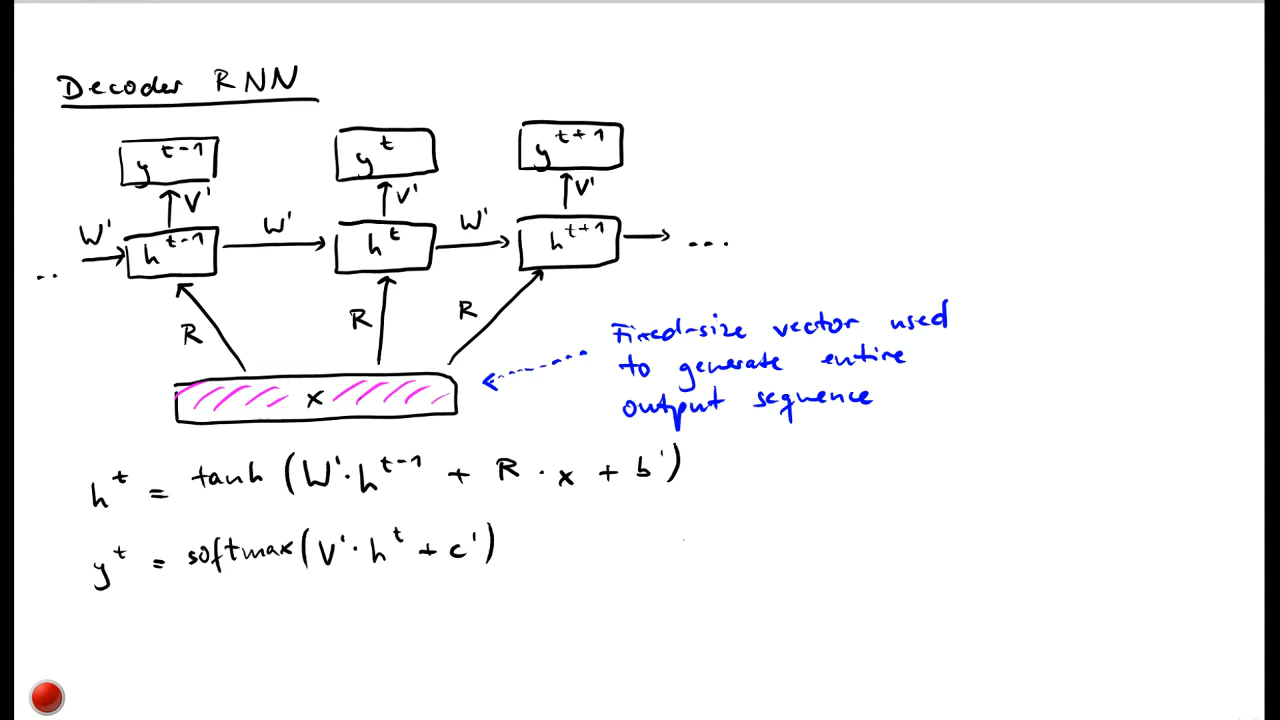 Decoder RNN
y^{t-1} y^t y^{t+1}
V' V' V'
W' W' W'
h^{t-1} h^t h^{t+1} ...
..
R R R
Fixed-size vector used
to generate entire
output sequence
x
h^t = tanh (W'·h^{t-1} + R · x + b')
y^t = softmax(V'·h^t + c')